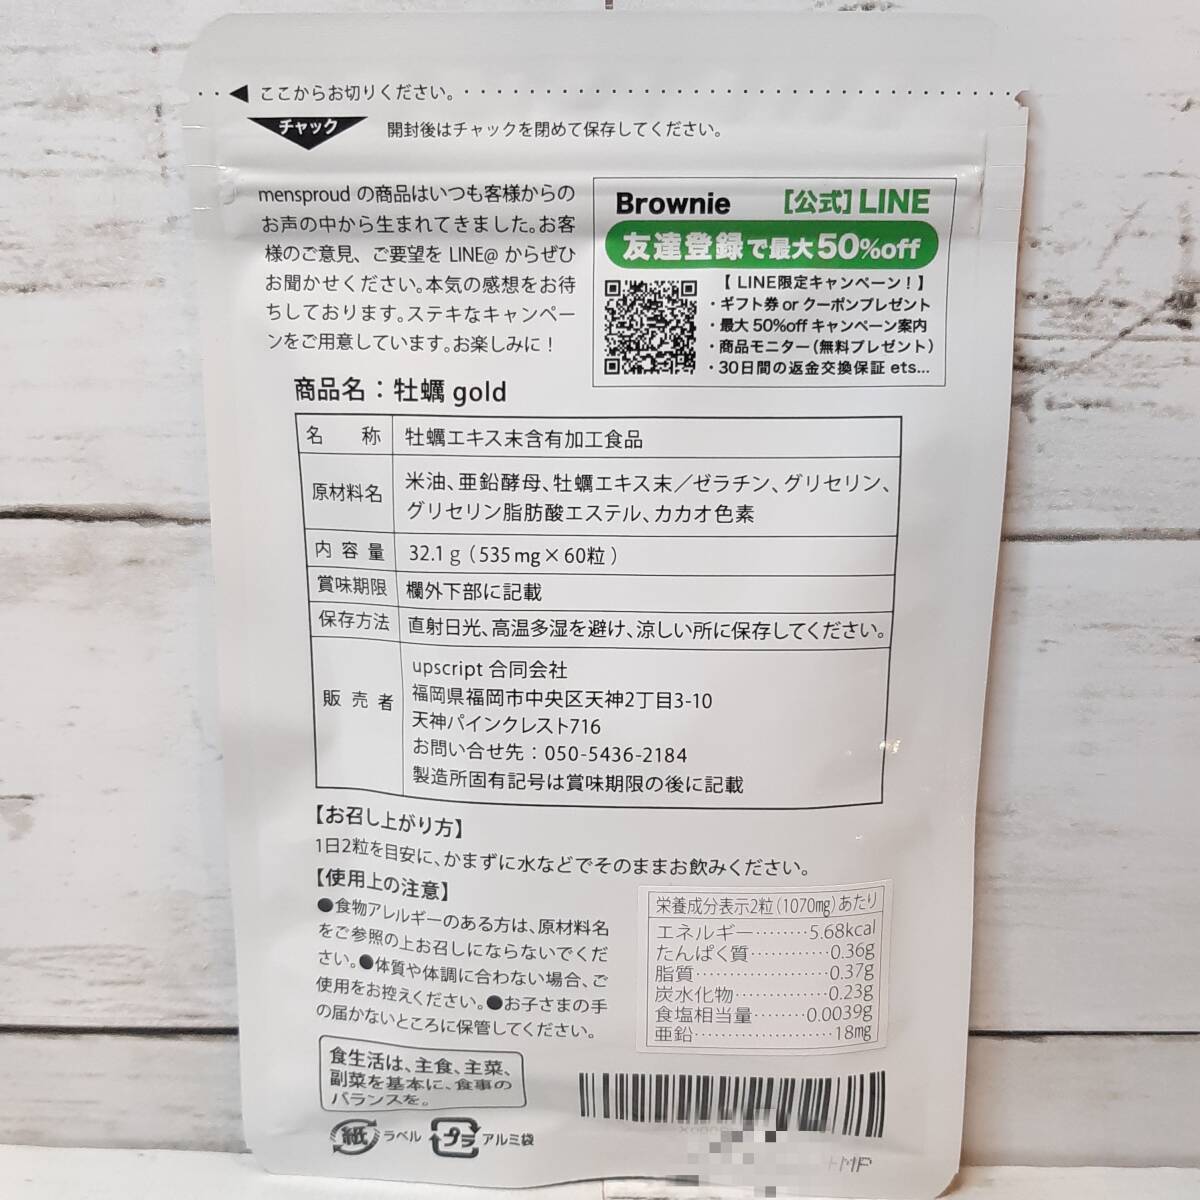 ここからお切りください。
チャック
開封後はチャックを閉めて保存してください。
mensproud の商品はいつも客様からの
お声の中から生まれてきました。お客
様のご意見、ご要望を LINE@ からぜひ
お聞かせください。本気の感想をお待
ちしております。ステキなキャンペー
ンをご用意しています。お楽しみに！
Brownie [公式] LINE
友達登録で最大50%off
【 LINE限定キャンペーン！】
・ギフト券 or クーポンプレゼント
・最大 50%off キャンペーン案内
・商品モニター（無料プレゼント）
・30日間の返金交換保証 ets...
商品名：牡蠣 gold
名 称 牡蠣エキス末含有加工食品
原材料名 米油、亜鉛酵母、牡蠣エキス末／ゼラチン、グリセリン、
グリセリン脂肪酸エステル、カカオ色素
内容量 32.1ｇ（535mg×60粒）
賞味期限 欄外下部に記載
保存方法 直射日光、高温多湿を避け、涼しい所に保存してください。
販売者 upscript 合同会社
福岡県福岡市中央区天神2丁目3-10
天神パインクレスト716
お問い合せ先：050-5436-2184
製造所固有記号は賞味期限の後に記載
【お召し上がり方】
1日2粒を目安に、かまずに水などでそのままお飲みください。
【使用上の注意】
●食物アレルギーのある方は、原材料名
をご参照の上お召しにならないでくだ
さい。●体質や体調に合わない場合、ご
使用をお控えください。●お子さまの手
の届かないところに保管してください。
栄養成分表示2粒（1070mg）あたり
エネルギー………5.68kcal
たんぱく質…………0.36g
脂質…………………0.37g
炭水化物……………0.23g
食塩相当量………0.0039g
亜鉛…………………18mg
食生活は、主食、主菜、
副菜を基本に、食事の
バランスを。
紙 ラベル プラ アルミ袋